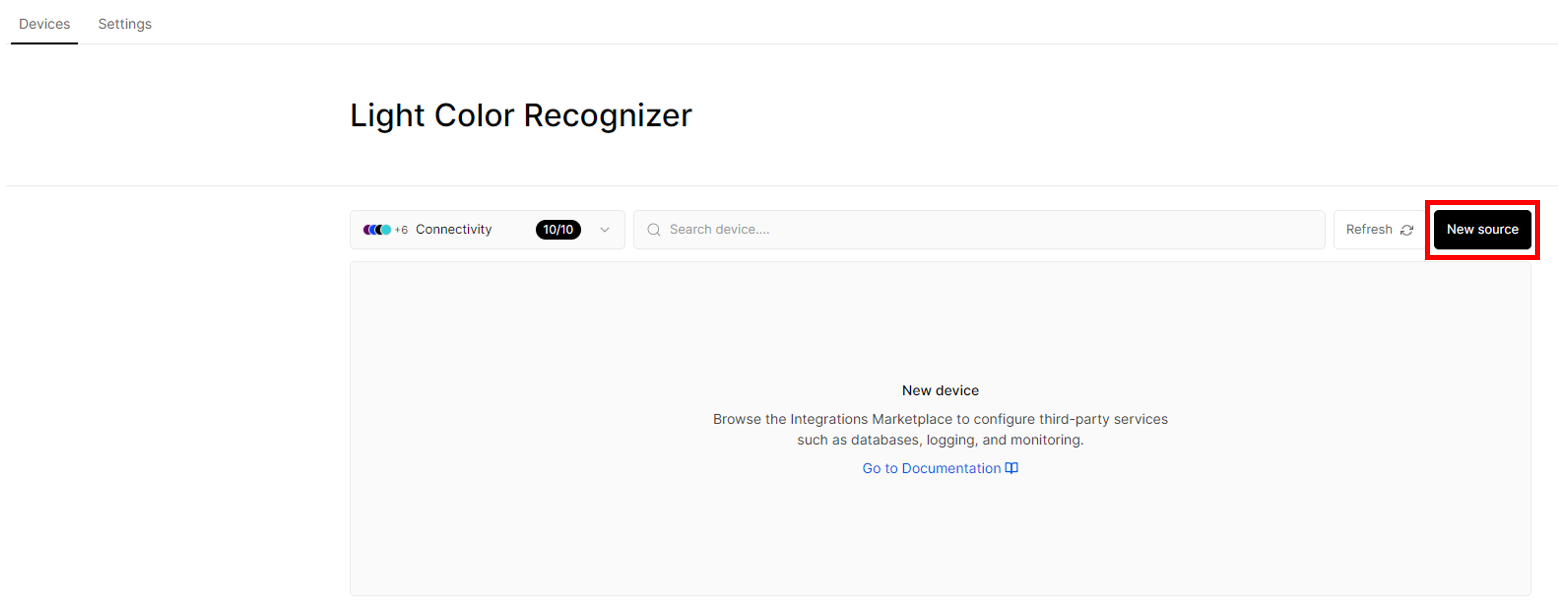 Devices Settings
Light Color Recognizer
+6 Connectivity 10/10 Search device.... Refresh New source
New device
Browse the Integrations Marketplace to configure third-party services
such as databases, logging, and monitoring.
Go to Documentation